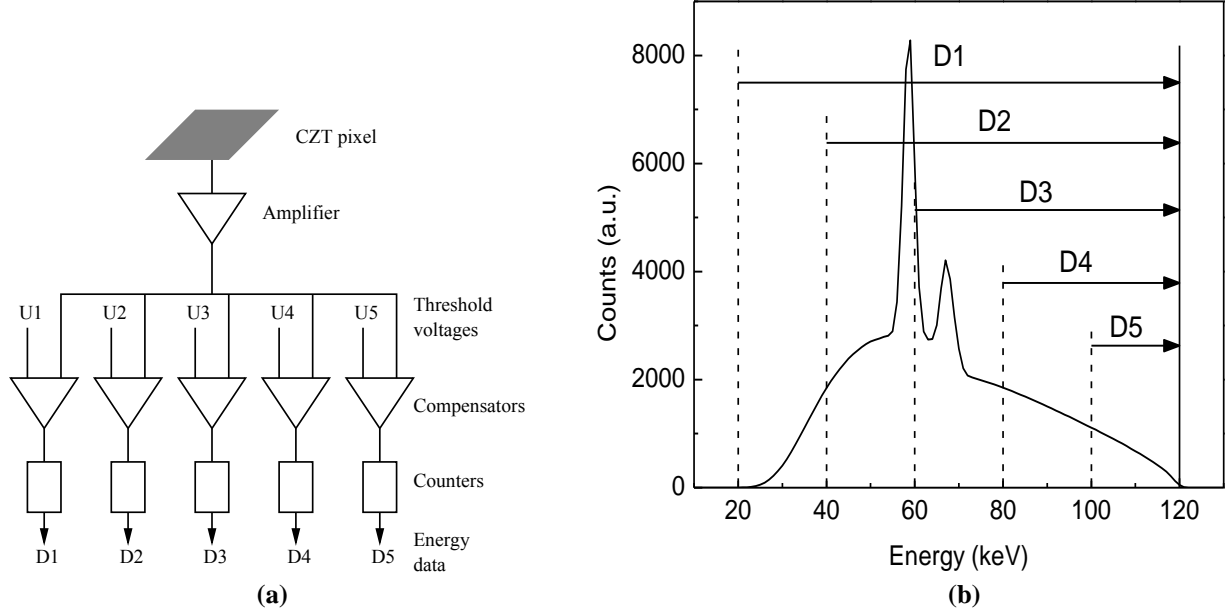 CZT pixel
Amplifier
Threshold
voltages
U1 U2 U3 U4 U5
Compensators
Counters
Energy
data
D1 D2 D3 D4 D5
(a)
Counts (a.u.)
8000
6000
4000
2000
0
D1
D2
D3
D4
D5
20 40 60 80 100 120
Energy (keV)
(b)